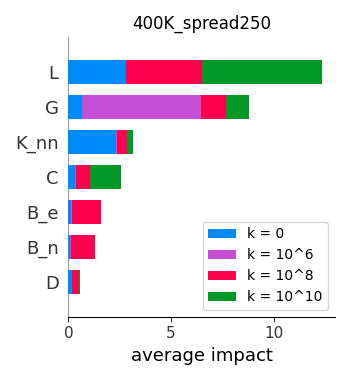 400K_spread250
L
G
K_nn
C
B_e
B_n
D
k = 0
k = 10^6
k = 10^8
k = 10^10
0
5
10
average impact